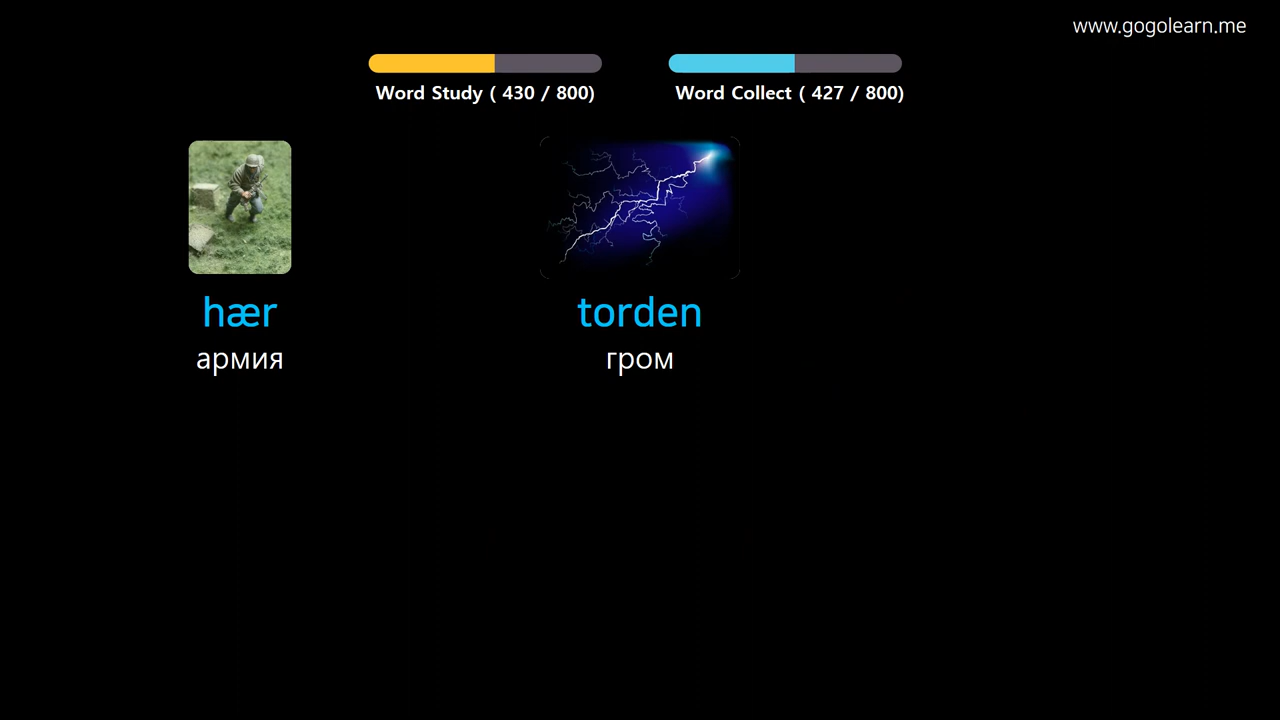 www.gogolearn.me
Word Study ( 430 / 800)
Word Collect ( 427 / 800)
hær
армия
torden
гром